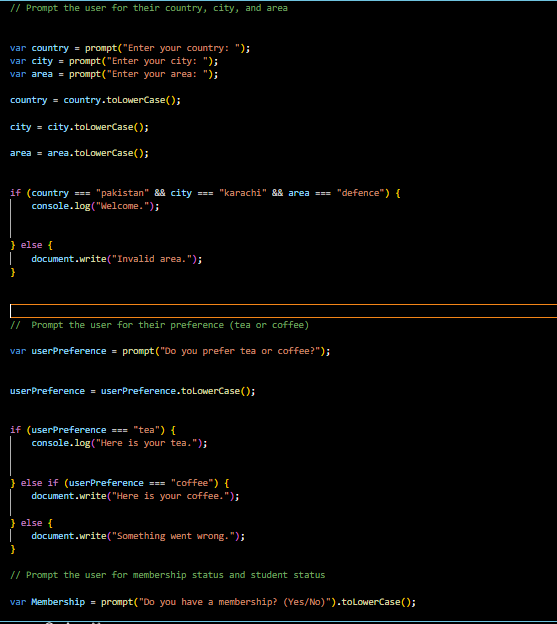 // Prompt the user for their country, city, and area
var country = prompt("Enter your country: ");
var city = prompt("Enter your city: ");
var area = prompt("Enter your area: ");
country = country.toLowerCase();
city = city.toLowerCase();
area = area.toLowerCase();
if (country === "pakistan" && city === "karachi" && area === "defence") {
console.log("Welcome.");
} else {
document.write("Invalid area.");
}
//  Prompt the user for their preference (tea or coffee)
var userPreference = prompt("Do you prefer tea or coffee?");
userPreference = userPreference.toLowerCase();
if (userPreference === "tea") {
console.log("Here is your tea.");
} else if (userPreference === "coffee") {
document.write("Here is your coffee.");
} else {
document.write("Something went wrong.");
}
// Prompt the user for membership status and student status
var Membership = prompt("Do you have a membership? (Yes/No)").toLowerCase();